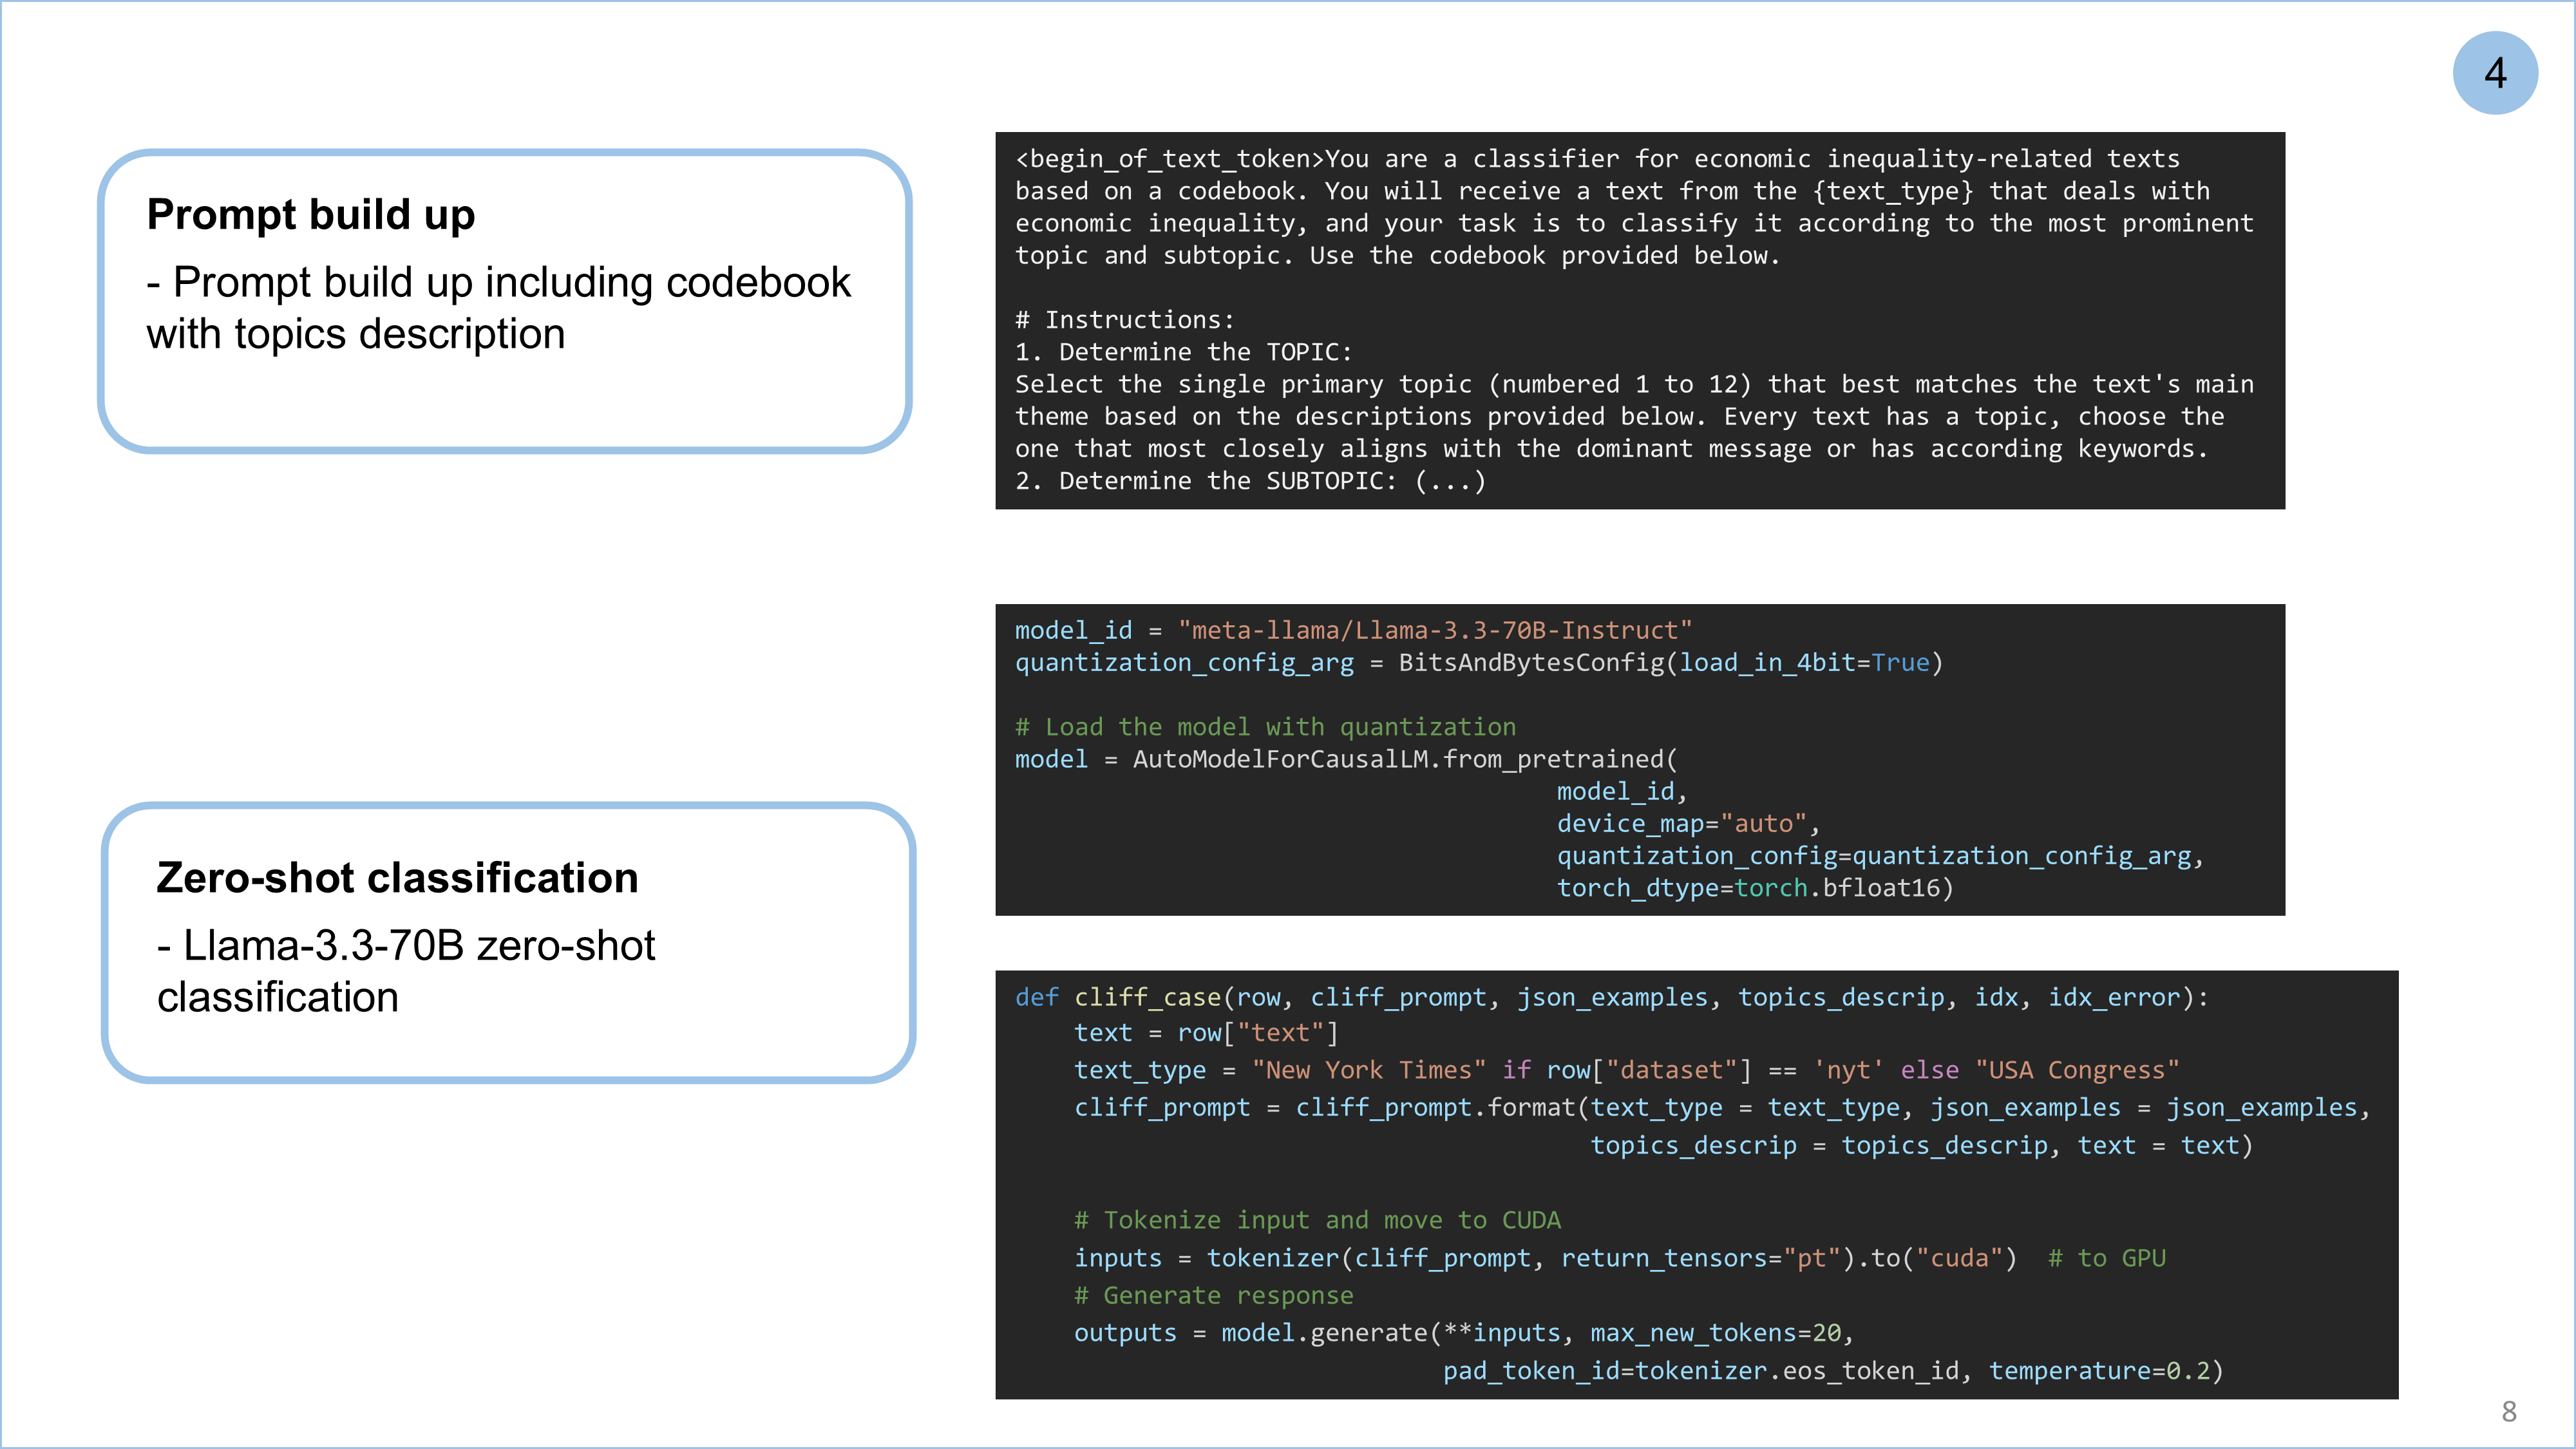 4
Prompt build up
- Prompt build up including codebook
with topics description
<begin_of_text_token>You are a classifier for economic inequality-related texts
based on a codebook. You will receive a text from the {text_type} that deals with
economic inequality, and your task is to classify it according to the most prominent
topic and subtopic. Use the codebook provided below.
# Instructions:
1. Determine the TOPIC:
Select the single primary topic (numbered 1 to 12) that best matches the text's main
theme based on the descriptions provided below. Every text has a topic, choose the
one that most closely aligns with the dominant message or has according keywords.
2. Determine the SUBTOPIC: (...)
Zero-shot classification
- Llama-3.3-70B zero-shot
classification
model_id = "meta-llama/Llama-3.3-70B-Instruct"
quantization_config_arg = BitsAndBytesConfig(load_in_4bit=True)
# Load the model with quantization
model = AutoModelForCausalLM.from_pretrained(
model_id,
device_map="auto",
quantization_config=quantization_config_arg,
torch_dtype=torch.bfloat16)
def cliff_case(row, cliff_prompt, json_examples, topics_descrip, idx, idx_error):
text = row["text"]
text_type = "New York Times" if row["dataset"] == 'nyt' else "USA Congress"
cliff_prompt = cliff_prompt.format(text_type = text_type, json_examples = json_examples,
topics_descrip = topics_descrip, text = text)
# Tokenize input and move to CUDA
inputs = tokenizer(cliff_prompt, return_tensors="pt").to("cuda")  # to GPU
# Generate response
outputs = model.generate(**inputs, max_new_tokens=20,
pad_token_id=tokenizer.eos_token_id, temperature=0.2)
8